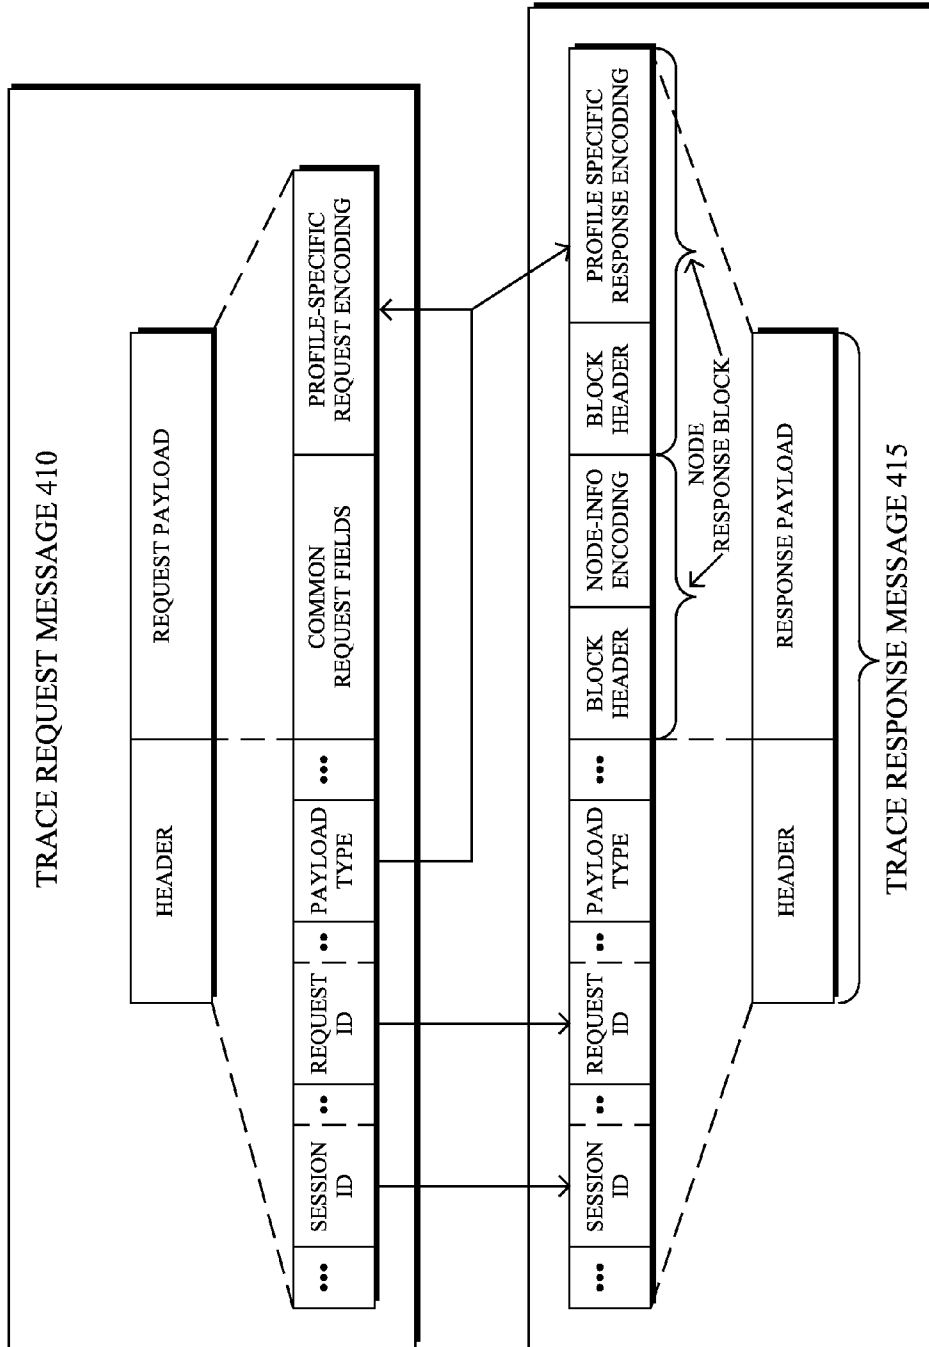 TRACE REQUEST MESSAGE 410
HEADER
REQUEST PAYLOAD
•••
SESSION
ID
••
REQUEST
ID
••
PAYLOAD
TYPE
•••
COMMON
REQUEST FIELDS
PROFILE-SPECIFIC
REQUEST ENCODING
•••
SESSION
ID
••
REQUEST
ID
••
PAYLOAD
TYPE
•••
BLOCK
HEADER
NODE-INFO
ENCODING
BLOCK
HEADER
PROFILE SPECIFIC
RESPONSE ENCODING
NODE
RESPONSE BLOCK
HEADER
RESPONSE PAYLOAD
TRACE RESPONSE MESSAGE 415